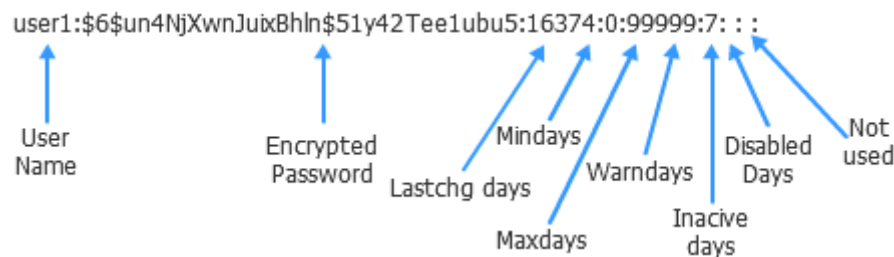 user1:$6$un4NjXwnJuixBhln$51y42Tee1ubu5:16374:0:99999:7: : :
User
Name
Encrypted
Password
Lastchg days
Mindays
Maxdays
Warndays
Inacive
days
Disabled
Days
Not
used